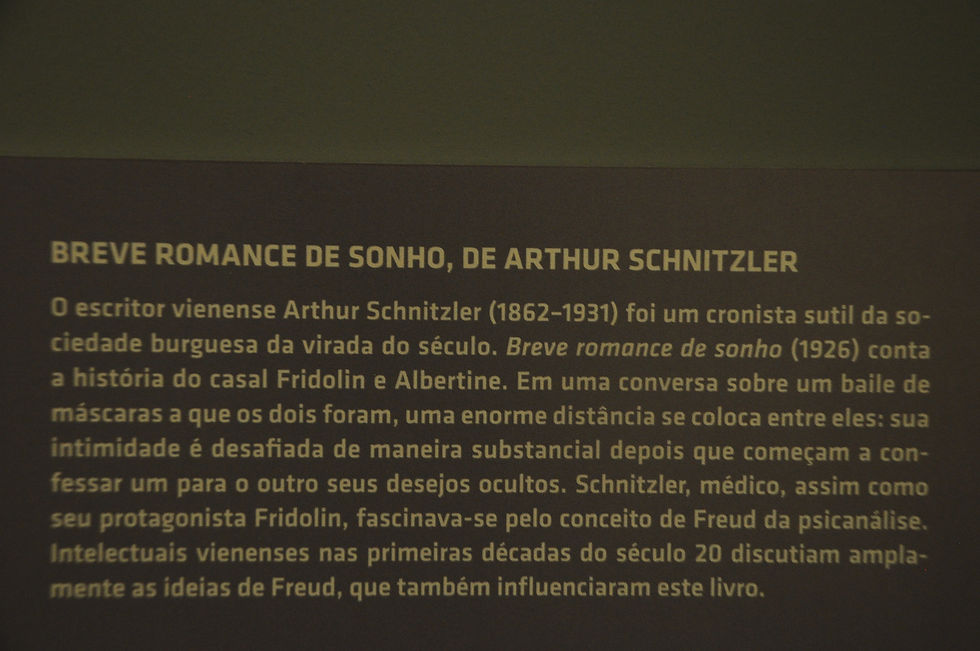 BREVE ROMANCE DE SONHO, DE ARTHUR SCHNITZLER
O escritor vienense Arthur Schnitzler (1862–1931) foi um cronista sutil da so-
ciedade burguesa da virada do século. Breve romance de sonho (1926) conta
a história do casal Fridolin e Albertine. Em uma conversa sobre um baile de
máscaras a que os dois foram, uma enorme distância se coloca entre eles: sua
intimidade é desafiada de maneira substancial depois que começam a con-
fessar um para o outro seus desejos ocultos. Schnitzler, médico, assim como
seu protagonista Fridolin, fascinava-se pelo conceito de Freud da psicanálise.
Intelectuais vienenses nas primeiras décadas do século 20 discutiam ampla-
mente as ideias de Freud, que também influenciaram este livro.